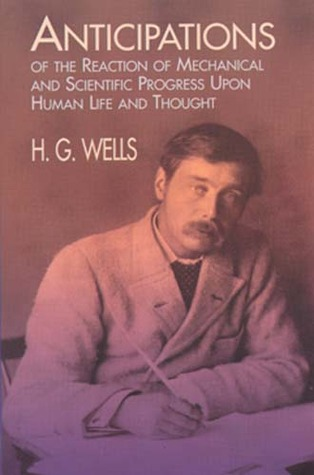 ANTICIPATIONS
OF THE REACTION OF MECHANICAL
AND SCIENTIFIC PROGRESS UPON
HUMAN LIFE AND THOUGHT
H. G. WELLS